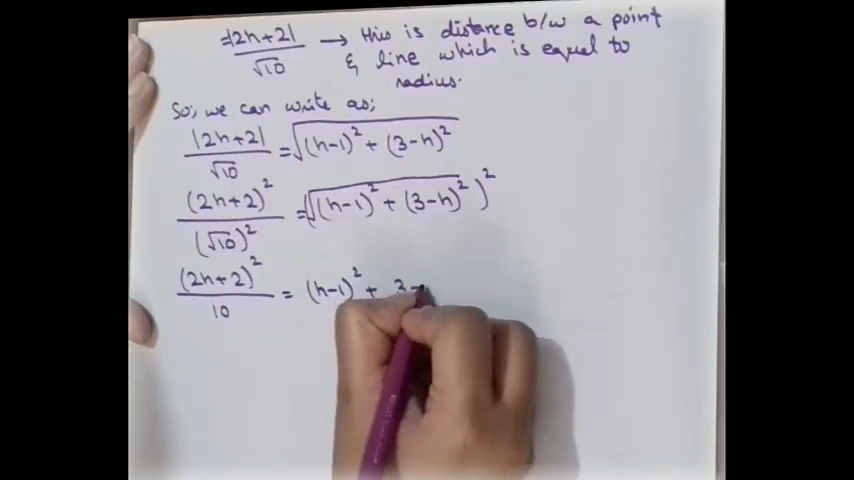 =|2h+2|/√10 → this is distance b/w a point
& line which is equal to
radius.
So; we can write as;
|2h+2|/√10 = √(h-1)² + (3-h)²
(2h+2)²/(√10)² = (√(h-1)² + (3-h)²)²
(2h+2)²/10 = (h-1)² + 3-